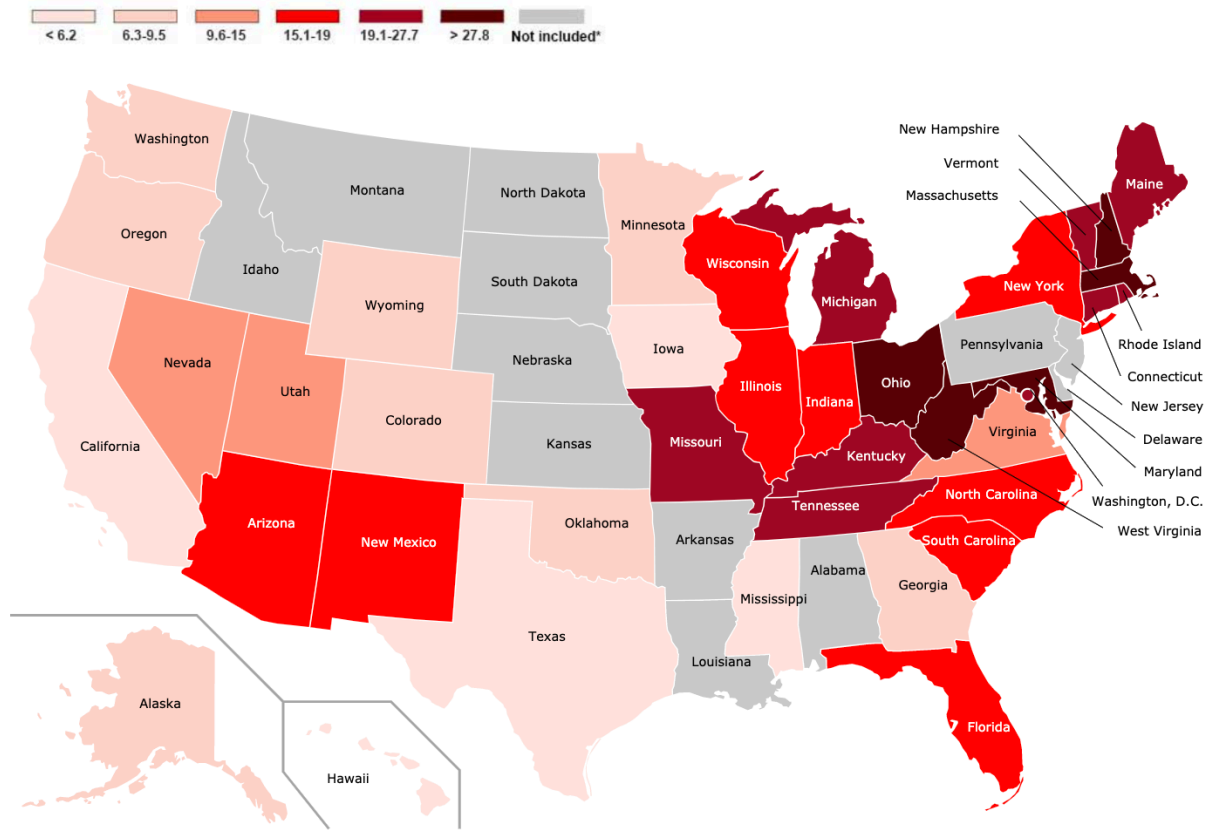 < 6.2 6.3-9.5 9.6-15 15.1-19 19.1-27.7 > 27.8 Not included*
New Hampshire
Washington
Vermont
Maine
Montana
North Dakota
Massachusetts
Minnesota
Oregon
Wisconsin
Idaho
South Dakota
New York
Wyoming
Michigan
Rhode Island
Pennsylvania
Iowa
Nebraska
Nevada
Connecticut
Ohio
Illinois
Utah
Indiana
New Jersey
Colorado
Virginia
Delaware
Missouri
Kansas
California
Kentucky
Maryland
North Carolina
Washington, D.C.
Tennessee
Arizona
Oklahoma
West Virginia
New Mexico
Arkansas
South Carolina
Alabama
Georgia
Mississippi
Texas
Louisiana
Alaska
Florida
Hawaii